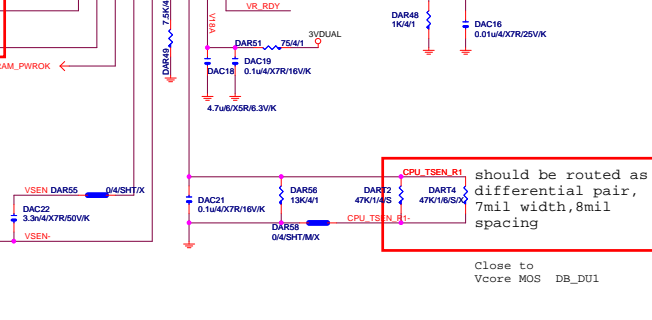 VR_RDY
7.5K/4
V18A
DAR48
1K/4/1
DAC16
0.01u/4/X7R/25V/K
3VDUAL
DAR49
DAR51 75/4/1
AM_PWROK
DAC18
DAC19
0.1u/4/X7R/16V/K
4.7u/6/X5R/6.3V/K
CPU_TSEN_R1
should be routed as
differential pair,
7mil width,8mil
spacing
VSEN DAR55 0/4/SHT/X
DAR56
13K/4/1
DART2
47K/1/4/S
DART4
47K/1/6/S/X
DAC21
0.1u/4/X7R/16V/K
DAC22
3.3n/4/X7R/50V/K
CPU_TSEN_R1-
DAR58
0/4/SHT/M/X
VSEN-
Close to
Vcore MOS DB_DU1